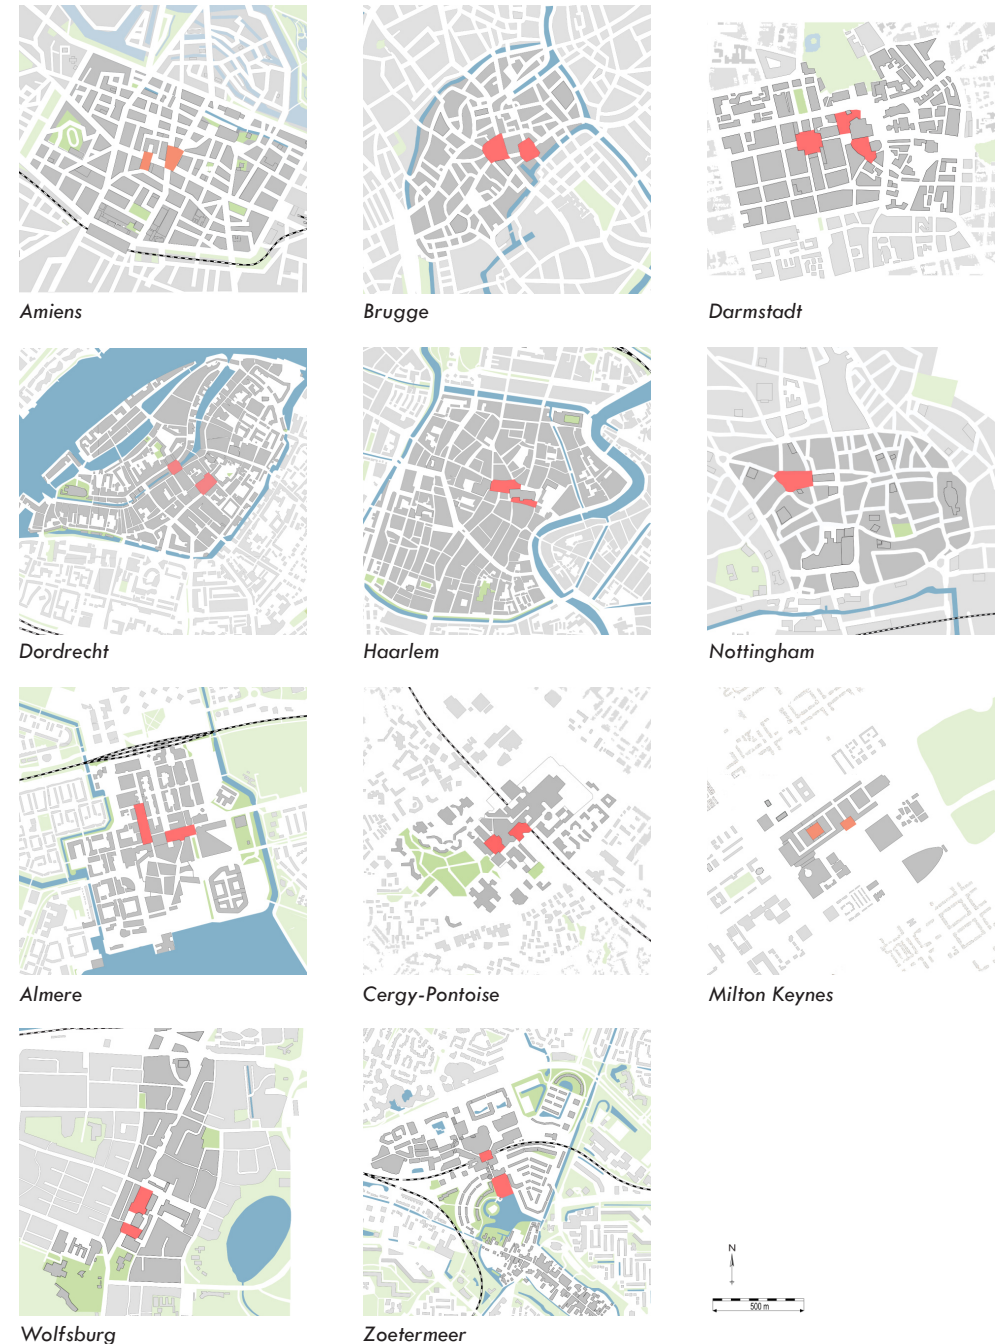 Amiens
Brugge
Darmstadt
Dordrecht
Haarlem
Nottingham
Almere
Cergy-Pontoise
Milton Keynes
Wolfsburg
Zoetermeer
N
500 m